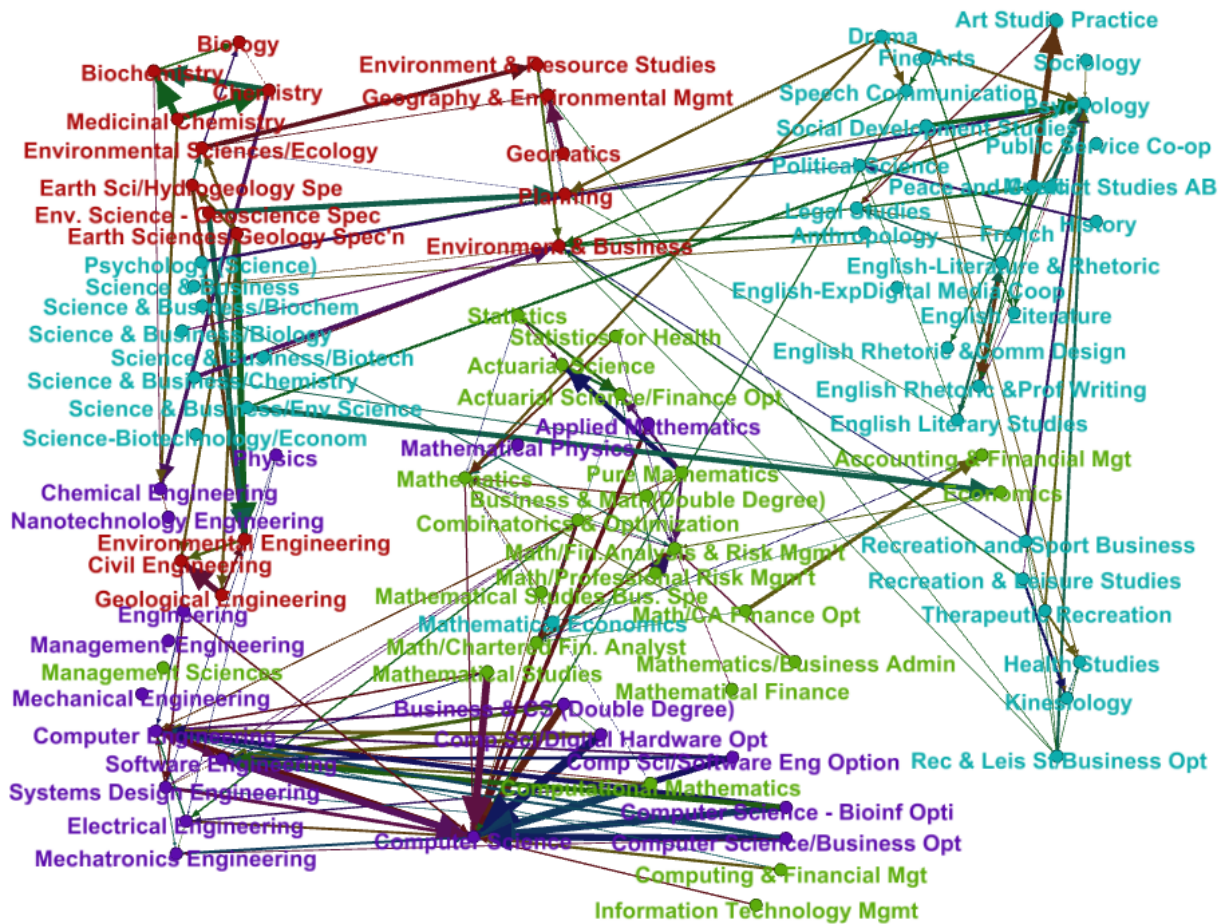 Biology
Biochemistry
Chemistry
Medicinal Chemistry
Environmental Sciences/Ecology
Earth Sci/Hydrogeology Spe
Env. Science - Geoscience Spec
Earth Sciences/Geology Spec'n
Psychology (Science)
Science & Business
Science & Business/Biochem
Science & Business/Biology
Science & Business/Biotech
Science & Business/Chemistry
Science & Business/Env Science
Science-Biotechnology/Econom
Physics
Chemical Engineering
Nanotechnology Engineering
Environmental Engineering
Civil Engineering
Geological Engineering
Engineering
Management Engineering
Management Sciences
Mechanical Engineering
Computer Engineering
Software Engineering
Systems Design Engineering
Electrical Engineering
Mechatronics Engineering
Environment & Resource Studies
Geography & Environmental Mgmt
Geomatics
Planning
Environment & Business
Statistics
Statistics for Health
Actuarial Science
Actuarial Science/Finance Opt
Applied Mathematics
Mathematical Physics
Mathematics
Pure Mathematics
Business & Math(Double Degree)
Combinatorics & Optimization
Math/Fin.Analysis & Risk Mgm't
Math/Professional Risk Mgm't
Mathematical Studies Bus. Spe
Math/CA Finance Opt
Mathematical Economics
Math/Chartered Fin. Analyst
Mathematical Studies
Mathematics/Business Admin
Mathematical Finance
Business & CS (Double Degree)
Comp Sci/Digital Hardware Opt
Comp Sci/Software Eng Option
Computational Mathematics
Computer Science - Bioinf Opti
Computer Science
Computer Science/Business Opt
Computing & Financial Mgt
Information Technology Mgmt
Art Studio Practice
Drama
Fine Arts
Sociology
Speech Communication
Psychology
Social Development Studies
Public Service Co-op
Political Science
Peace and Conflict Studies AB
Legal Studies
History
Anthropology
French
English-Literature & Rhetoric
English-ExpDigital Media Coop
English Literature
English Rhetoric &Comm Design
English Rhetoric &Prof Writing
English Literary Studies
Accounting & Financial Mgt
Economics
Recreation and Sport Business
Recreation & Leisure Studies
Therapeutic Recreation
Health Studies
Kinesiology
Rec & Leis St-Business Opt